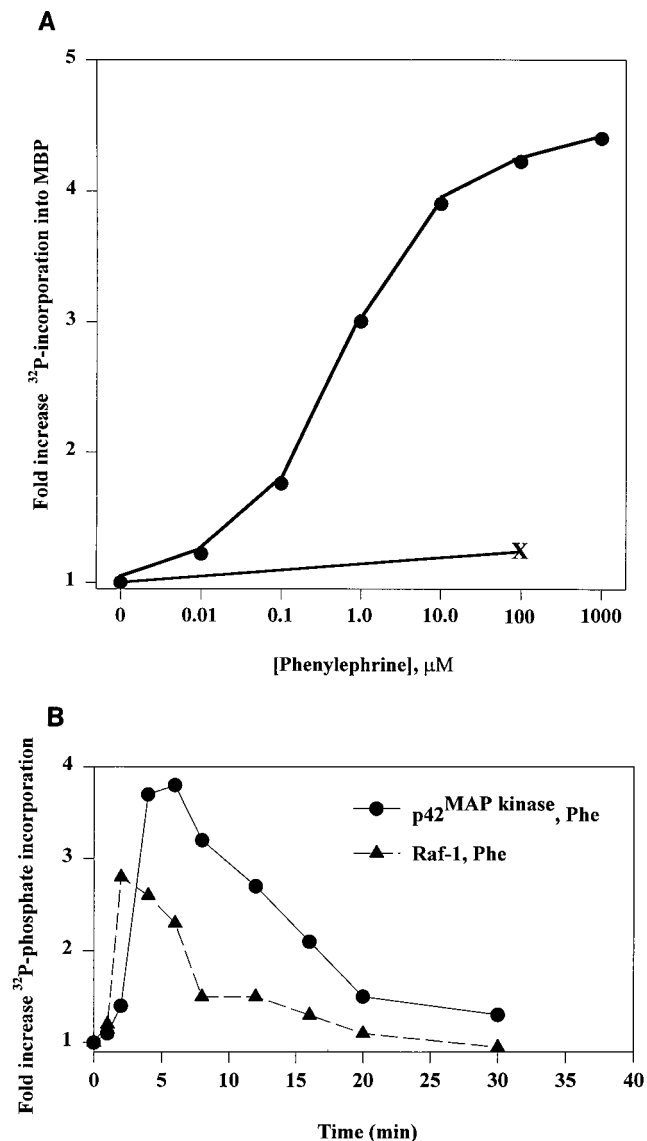 A
5
4
3
2
1
Fold increase ³²P-incorporation into MBP
X
0 0.01 0.1 1.0 10.0 100 1000
[Phenylephrine], μM
B
4
3
2
1
Fold increase ³²P-phosphate incorporation
p42MAP kinase, Phe
Raf-1, Phe
0 5 10 15 20 25 30 35 40
Time (min)